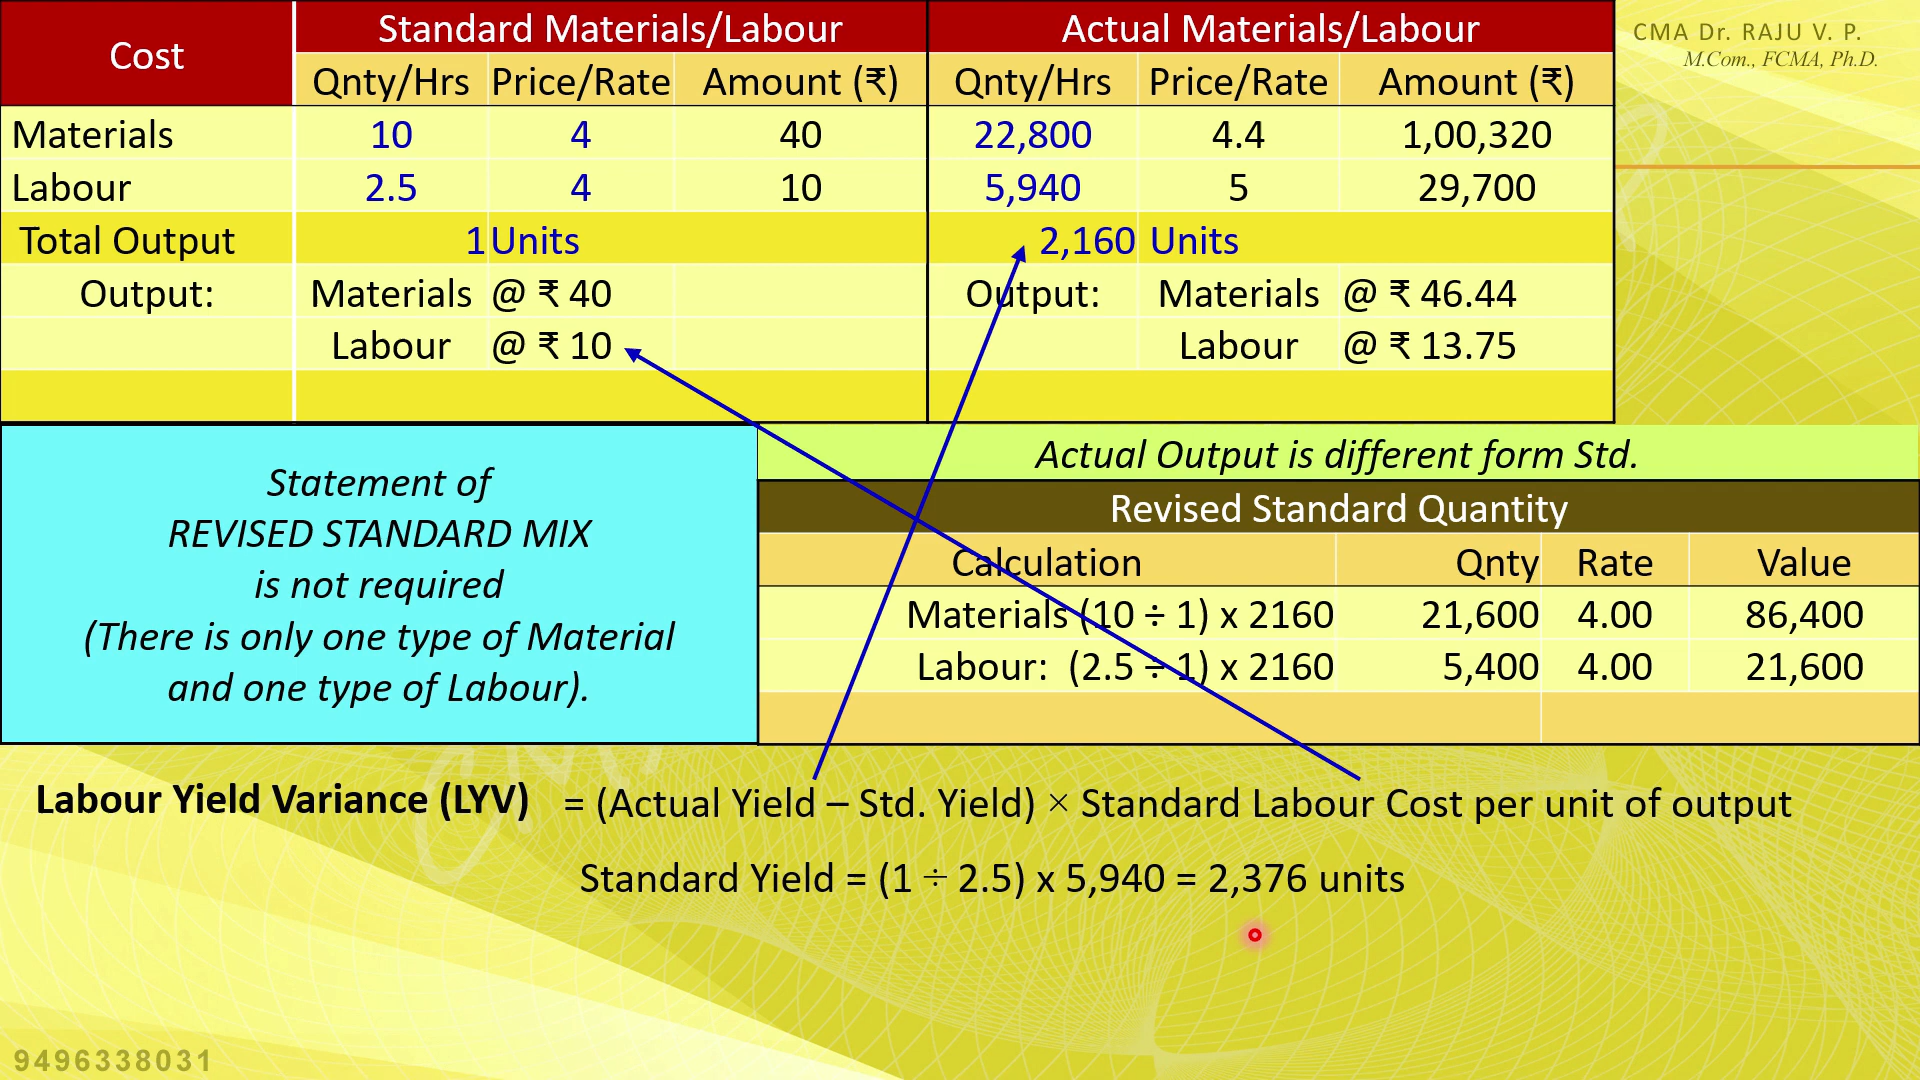 CMA Dr. RAJU V. P.
M.Com., FCMA, Ph.D.
Cost Standard Materials/Labour Actual Materials/Labour
Qnty/Hrs Price/Rate Amount (₹) Qnty/Hrs Price/Rate Amount (₹)
Materials 10 4 40 22,800 4.4 1,00,320
Labour 2.5 4 10 5,940 5 29,700
Total Output 1 Units 2,160 Units
Output: Materials @ ₹ 40 Output: Materials @ ₹ 46.44
Labour @ ₹ 10 Labour @ ₹ 13.75
Statement of
REVISED STANDARD MIX
is not required
(There is only one type of Material
and one type of Labour).
Actual Output is different form Std.
Revised Standard Quantity
Calculation Qnty Rate Value
Materials (10 ÷ 1) x 2160 21,600 4.00 86,400
Labour: (2.5 ÷ 1) x 2160 5,400 4.00 21,600
Labour Yield Variance (LYV) = (Actual Yield – Std. Yield) × Standard Labour Cost per unit of output
Standard Yield = (1 ÷ 2.5) x 5,940 = 2,376 units
9496338031